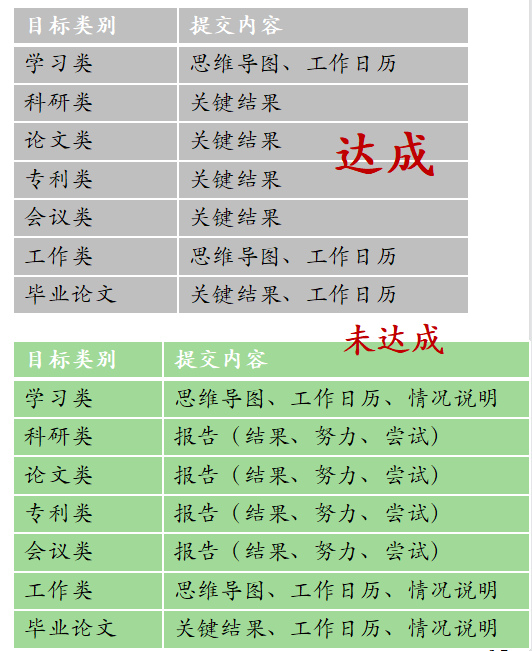 目标类别 提交内容
学习类 思维导图、工作日历
科研类 关键结果
论文类 关键结果
达成
专利类 关键结果
会议类 关键结果
工作类 思维导图、工作日历
毕业论文 关键结果、工作日历
未达成
目标类别 提交内容
学习类 思维导图、工作日历、情况说明
科研类 报告（结果、努力、尝试）
论文类 报告（结果、努力、尝试）
专利类 报告（结果、努力、尝试）
会议类 报告（结果、努力、尝试）
工作类 思维导图、工作日历、情况说明
毕业论文 关键结果、工作日历、情况说明